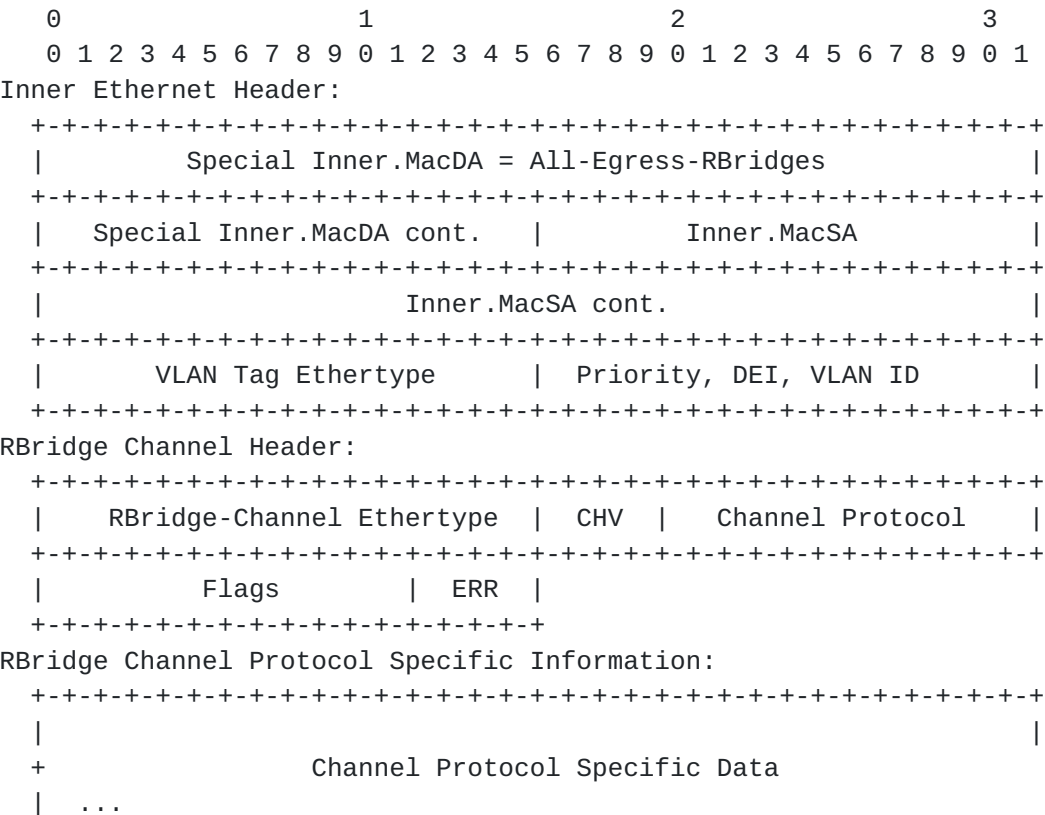 0                   1                   2                   3
   0 1 2 3 4 5 6 7 8 9 0 1 2 3 4 5 6 7 8 9 0 1 2 3 4 5 6 7 8 9 0 1
Inner Ethernet Header:
  +-+-+-+-+-+-+-+-+-+-+-+-+-+-+-+-+-+-+-+-+-+-+-+-+-+-+-+-+-+-+-+-+
  |         Special Inner.MacDA = All-Egress-RBridges             |
  +-+-+-+-+-+-+-+-+-+-+-+-+-+-+-+-+-+-+-+-+-+-+-+-+-+-+-+-+-+-+-+-+
  |   Special Inner.MacDA cont.   |         Inner.MacSA           |
  +-+-+-+-+-+-+-+-+-+-+-+-+-+-+-+-+-+-+-+-+-+-+-+-+-+-+-+-+-+-+-+-+
  |                       Inner.MacSA cont.                       |
  +-+-+-+-+-+-+-+-+-+-+-+-+-+-+-+-+-+-+-+-+-+-+-+-+-+-+-+-+-+-+-+-+
  |       VLAN Tag Ethertype      |  Priority, DEI, VLAN ID       |
  +-+-+-+-+-+-+-+-+-+-+-+-+-+-+-+-+-+-+-+-+-+-+-+-+-+-+-+-+-+-+-+-+
RBridge Channel Header:
  +-+-+-+-+-+-+-+-+-+-+-+-+-+-+-+-+-+-+-+-+-+-+-+-+-+-+-+-+-+-+-+-+
  |    RBridge-Channel Ethertype  |  CHV  |   Channel Protocol    |
  +-+-+-+-+-+-+-+-+-+-+-+-+-+-+-+-+-+-+-+-+-+-+-+-+-+-+-+-+-+-+-+-+
  |          Flags        |  ERR  |
  +-+-+-+-+-+-+-+-+-+-+-+-+-+-+-+-+
RBridge Channel Protocol Specific Information:
  +-+-+-+-+-+-+-+-+-+-+-+-+-+-+-+-+-+-+-+-+-+-+-+-+-+-+-+-+-+-+-+-+
  |                                                               |
  +                 Channel Protocol Specific Data
  |  ...